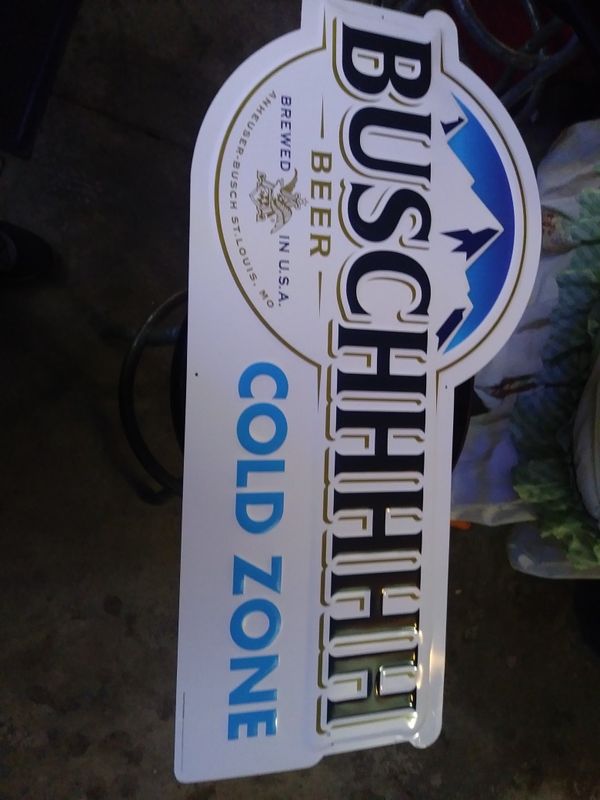 BUSCHHHHHH
BEER
BREWED IN U.S.A.
ANHEUSER-BUSCH ST. LOUIS, MO
COLD ZONE